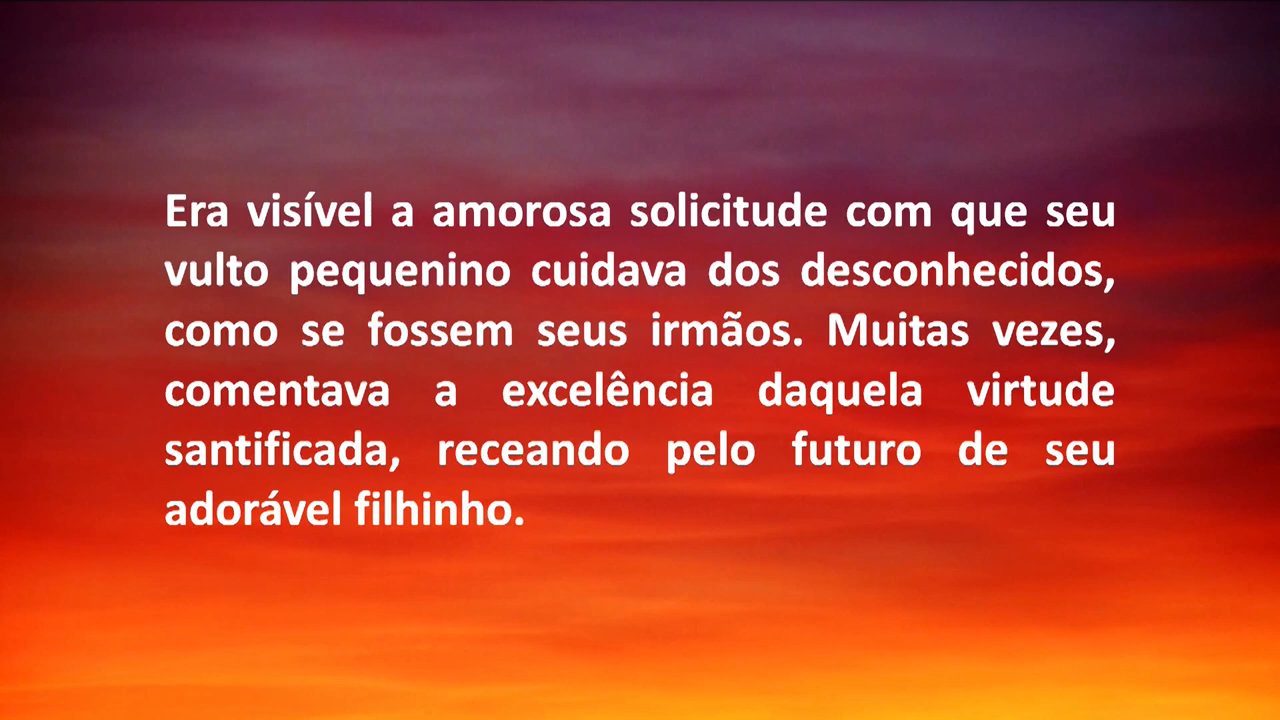 Era visível a amorosa solicitude com que seu
vulto pequenino cuidava dos desconhecidos,
como se fossem seus irmãos. Muitas vezes,
comentava a excelência daquela virtude
santificada, receando pelo futuro de seu
adorável filhinho.